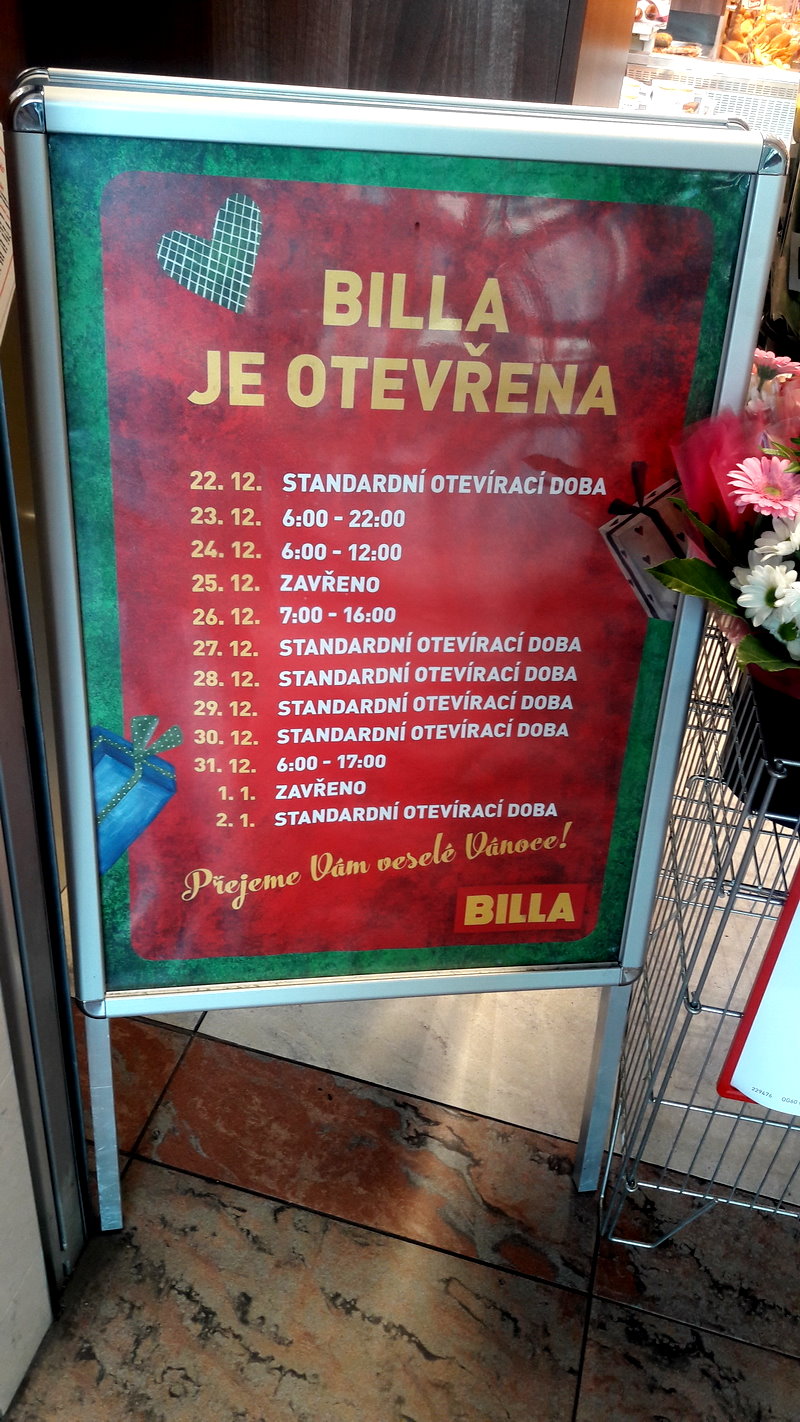 BILLA
JE OTEVŘENA
22. 12. STANDARDNÍ OTEVÍRACÍ DOBA
23. 12. 6:00 - 22:00
24. 12. 6:00 - 12:00
25. 12. ZAVŘENO
26. 12. 7:00 - 16:00
27. 12. STANDARDNÍ OTEVÍRACÍ DOBA
28. 12. STANDARDNÍ OTEVÍRACÍ DOBA
29. 12. STANDARDNÍ OTEVÍRACÍ DOBA
30. 12. STANDARDNÍ OTEVÍRACÍ DOBA
31. 12. 6:00 - 17:00
1. 1. ZAVŘENO
2. 1. STANDARDNÍ OTEVÍRACÍ DOBA
Přejeme Vám veselé Vánoce!
BILLA
229476